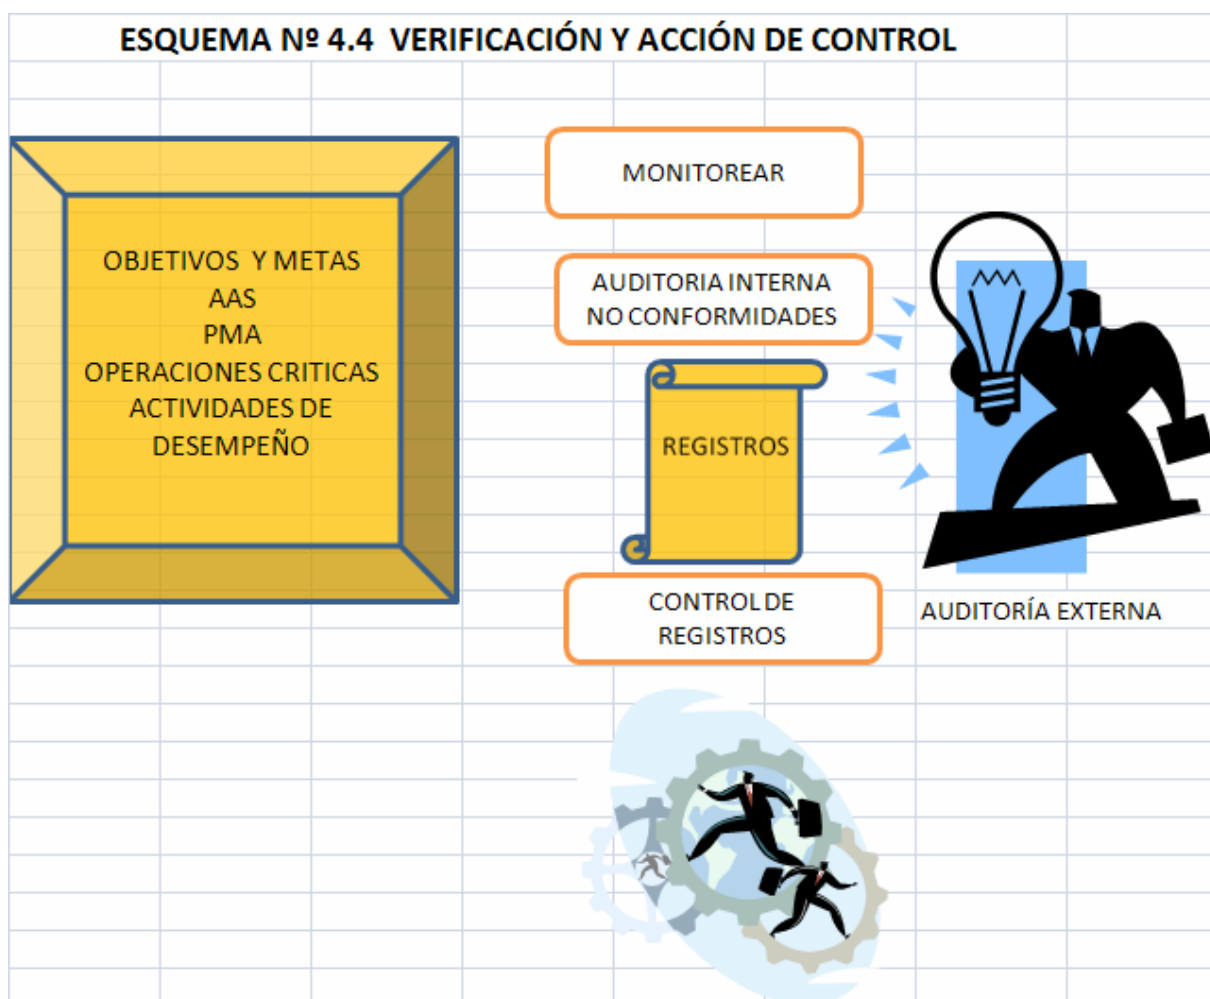 ESQUEMA Nº 4.4 VERIFICACIÓN Y ACCIÓN DE CONTROL
OBJETIVOS Y METAS
AAS
PMA
OPERACIONES CRITICAS
ACTIVIDADES DE
DESEMPEÑO
MONITOREAR
AUDITORIA INTERNA
NO CONFORMIDADES
REGISTROS
CONTROL DE
REGISTROS
AUDITORÍA EXTERNA